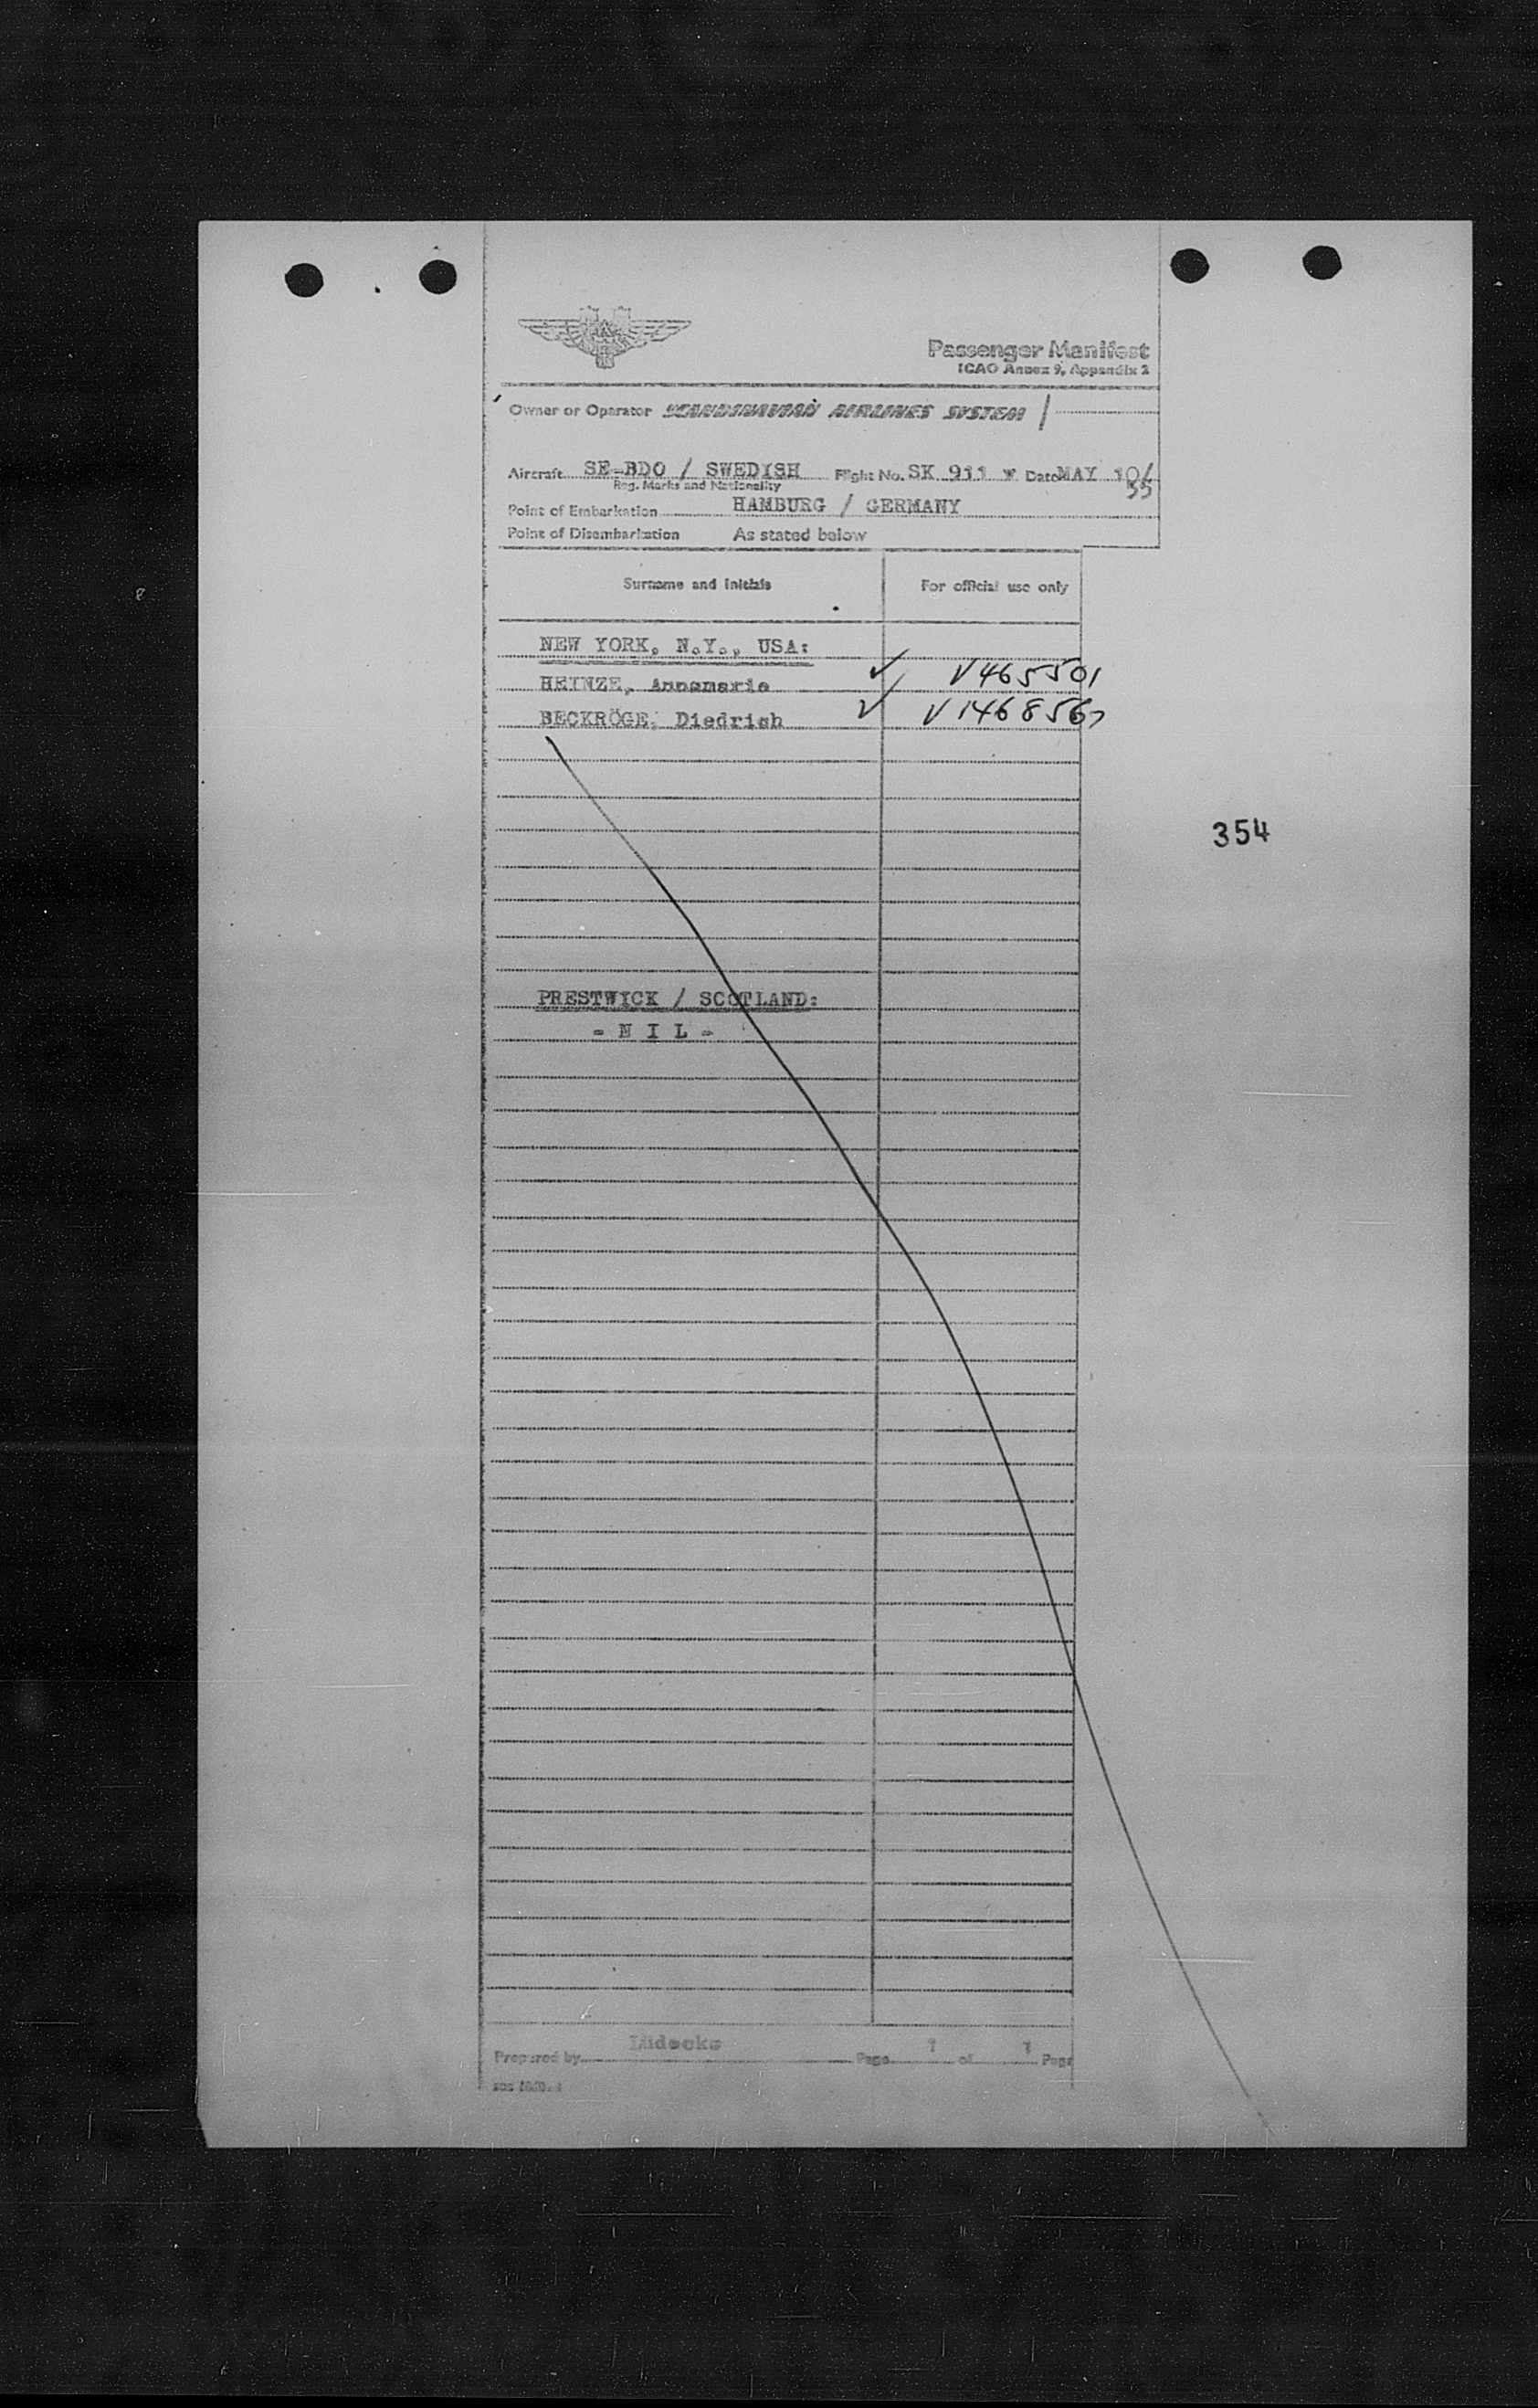 Passenger Manifest
ICAO Annex 9, Appendix 2
Owner or Operator SCANDINAVIAN AIRLINES SYSTEM
Aircraft SE-BDO / SWEDISH Flight No. SK 911 Date MAY 10/
55
Reg. Marks and Nationality
Point of Embarkation HAMBURG / GERMANY
Point of Disembarkation As stated below
Surname and initials For official use only
NEW YORK, N.Y., USA:
HEINZE, Annamarie ✓ V465501
BECKRÖGE, Diedrich ✓ V1468567
354
PRESTWICK / SCOTLAND:
- N I L -
Prepared by Lüdecke Page 1 of 1 Page